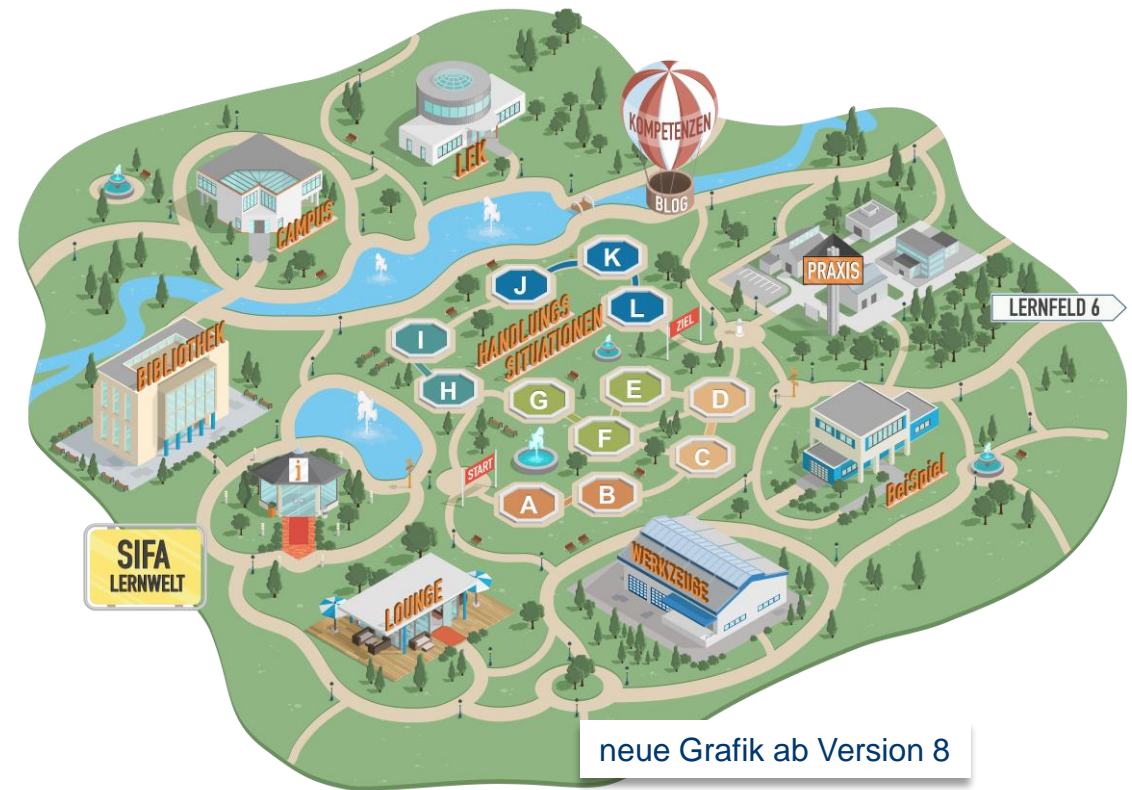 KOMPETENZEN
BLOG
LEK
CAMPUS
PRAXIS
LERNFELD 6
BIBLIOTHEK
HANDLUNGS
SITUATIONEN
K
J
L
ZIEL
I
H
G
E
D
F
C
START
A
B
i
BeiSpiel
SIFA
LERNWELT
LOUNGE
WERKZEUGE
neue Grafik ab Version 8